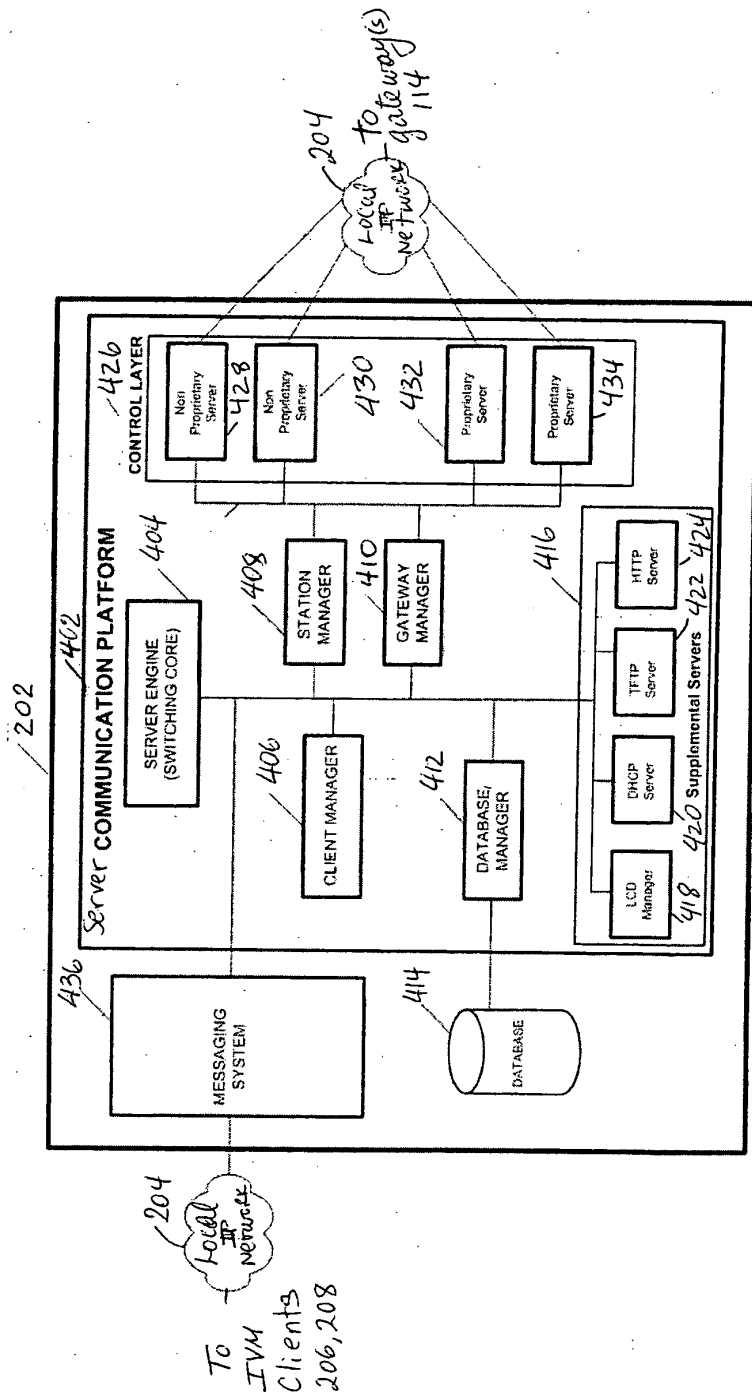 202
402
Server COMMUNICATION PLATFORM
436
MESSAGING
SYSTEM
204
Local
IP
Network
To
IVM
Clients
206, 208
414
DATABASE
404
SERVER ENGINE
(SWITCHING CORE)
406
CLIENT MANAGER
408
STATION
MANAGER
410
GATEWAY
MANAGER
412
DATABASE
MANAGER
426
CONTROL LAYER
Non
Proprietary
Server
428
Non
Proprietary
Server
430
432
Proprietary
Server
Proprietary
Server
434
204
Local
IP
Network
To
gateway(s)
114
416
LCD
Manager
418
DHCP
Server
420
Supplemental Servers
TFTP
Server
422
HTTP
Server
424